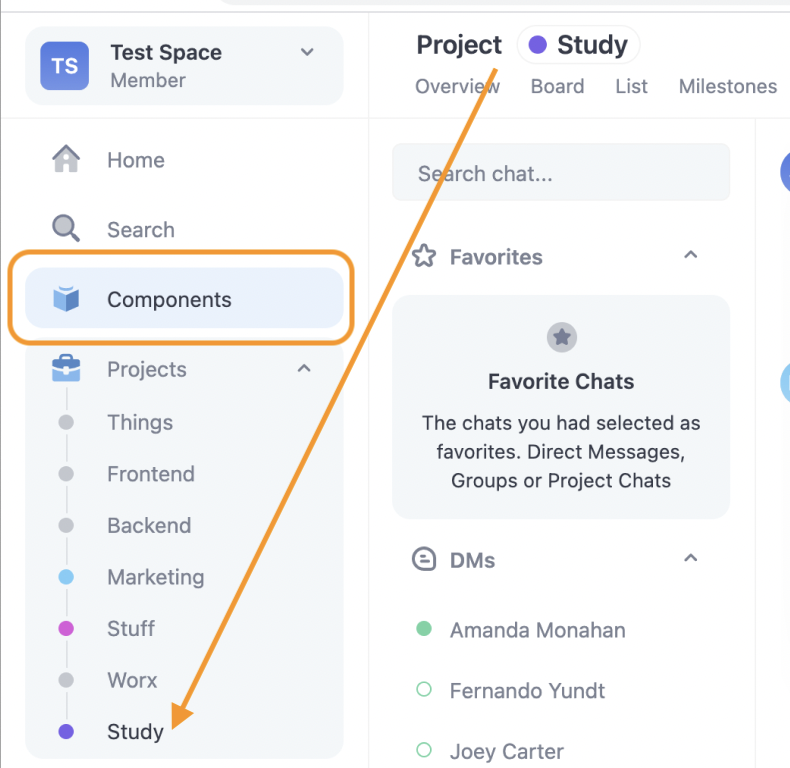 TS
Test Space
Member
Home
Search
Components
Projects
Things
Frontend
Backend
Marketing
Stuff
Worx
Study
Project Study
Overview Board List Milestones
Search chat...
Favorites
Favorite Chats
The chats you had selected as
favorites. Direct Messages,
Groups or Project Chats
DMs
Amanda Monahan
Fernando Yundt
Joey Carter